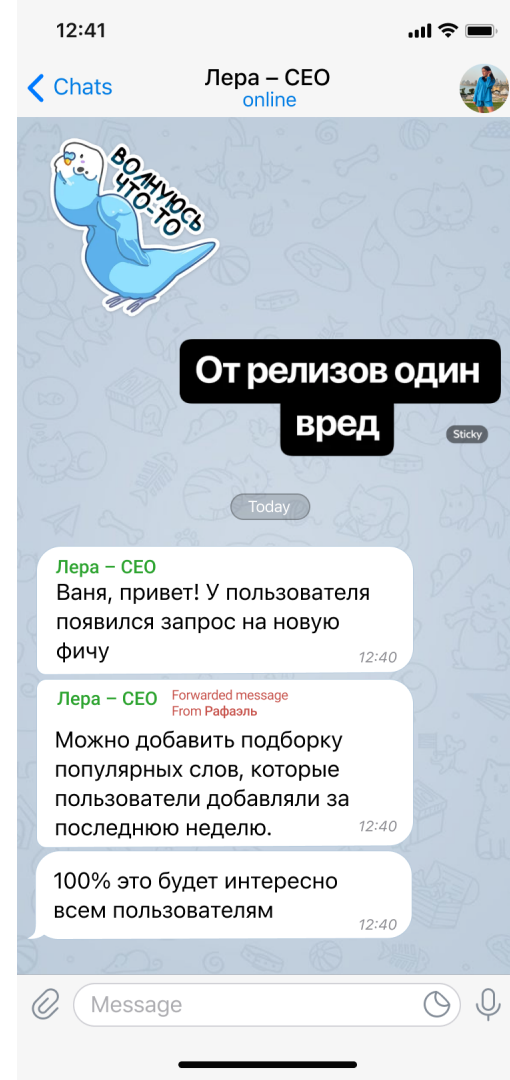 12:41
Chats
Лера – CEO
online
ВОЛНУЮСЬ
ЧТО-ТО
От релизов один
вред
Sticky
Today
Лера – CEO
Ваня, привет! У пользователя
появился запрос на новую
фичу
12:40
Лера – CEO
Forwarded message
From Рафаэль
Можно добавить подборку
популярных слов, которые
пользователи добавляли за
последнюю неделю.
12:40
100% это будет интересно
всем пользователям
12:40
Message